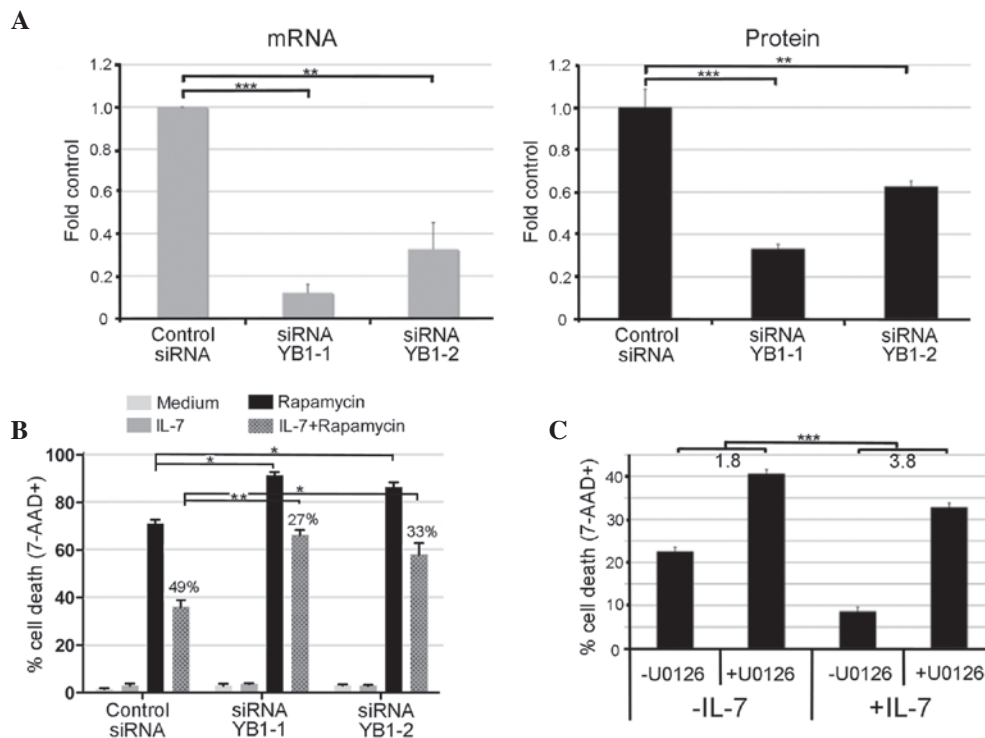 A
mRNA
Fold control
1.2
1.0
0.8
0.6
0.4
0.2
0
***
**
Control siRNA
siRNA YB1-1
siRNA YB1-2
Protein
Fold control
1.2
1.0
0.8
0.6
0.4
0.2
0
***
**
Control siRNA
siRNA YB1-1
siRNA YB1-2
B
Medium
Rapamycin
IL-7
IL-7+Rapamycin
% cell death (7-AAD+)
100
80
60
40
20
0
*
*
**
*
49%
27%
33%
Control siRNA
siRNA YB1-1
siRNA YB1-2
C
***
1.8
3.8
% cell death (7-AAD+)
40
30
20
10
0
-U0126
+U0126
-U0126
+U0126
-IL-7
+IL-7